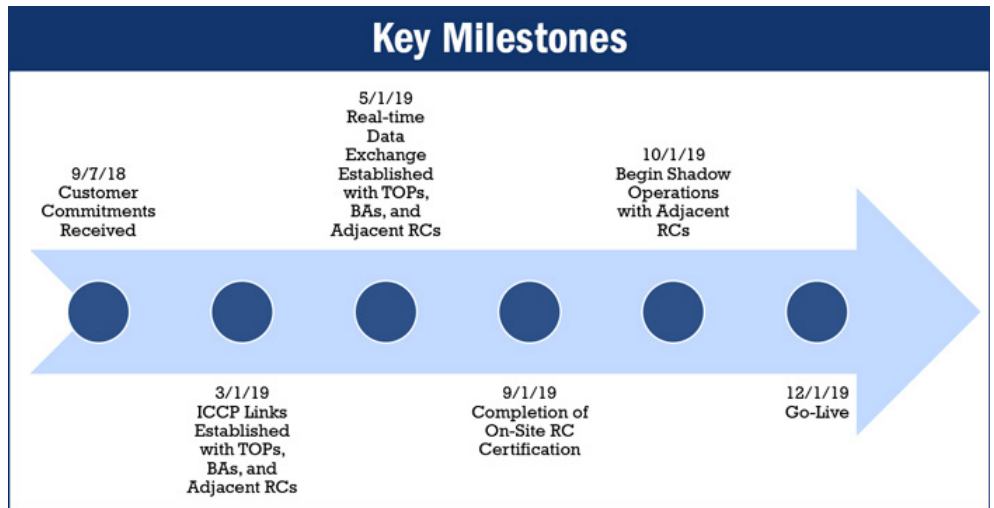 Key Milestones
9/7/18
Customer
Commitments
Received
3/1/19
ICCP Links
Established
with TOPs,
BAs, and
Adjacent RCs
5/1/19
Real-time
Data
Exchange
Established
with TOPs,
BAs, and
Adjacent RCs
9/1/19
Completion of
On-Site RC
Certification
10/1/19
Begin Shadow
Operations
with Adjacent
RCs
12/1/19
Go-Live